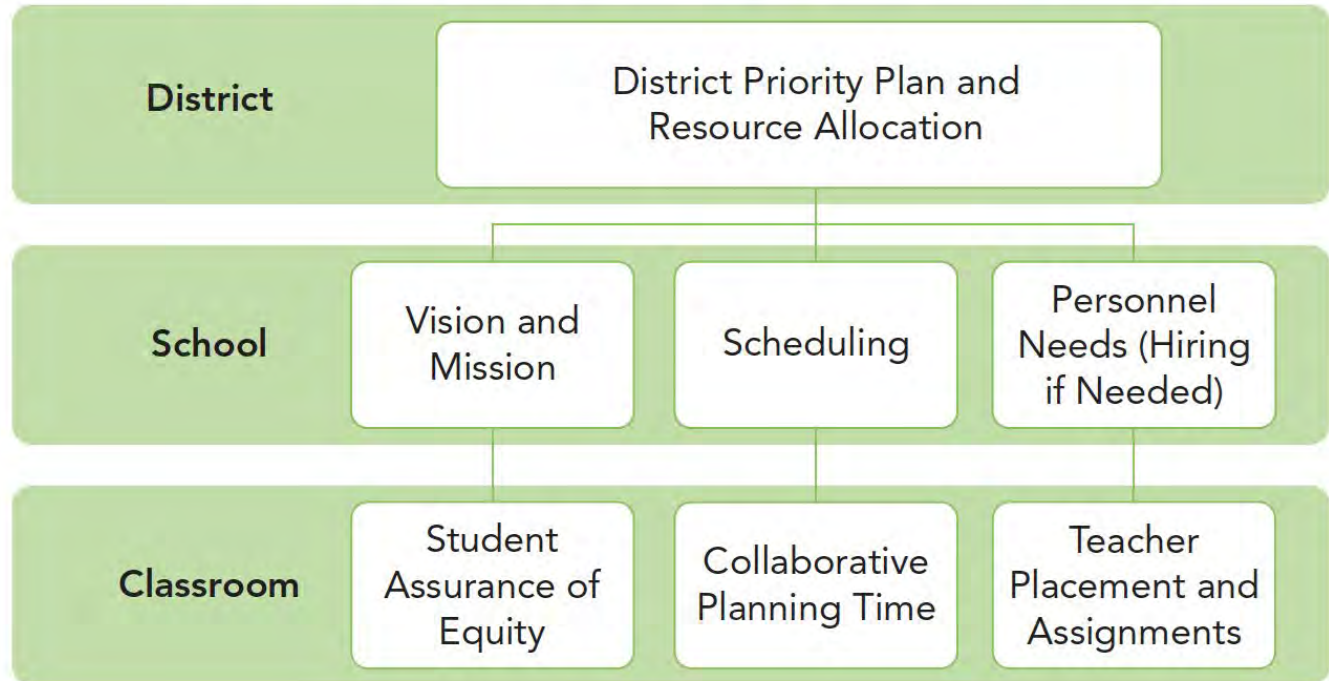 District
District Priority Plan and
Resource Allocation
School
Vision and
Mission
Scheduling
Personnel
Needs (Hiring
if Needed)
Classroom
Student
Assurance of
Equity
Collaborative
Planning Time
Teacher
Placement and
Assignments